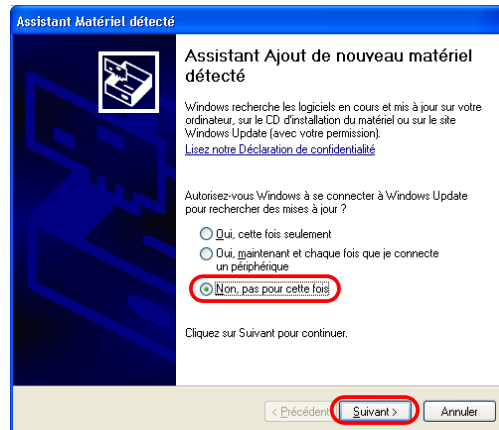 Assistant Matériel détecté
Assistant Ajout de nouveau matériel
détecté
Windows recherche les logiciels en cours et mis à jour sur votre
ordinateur, sur le CD d'installation du matériel ou sur le site
Windows Update (avec votre permission).
Lisez notre Déclaration de confidentialité
Autorisez-vous Windows à se connecter à Windows Update
pour rechercher des mises à jour ?
Oui, cette fois seulement
Oui, maintenant et chaque fois que je connecte
un périphérique
Non, pas pour cette fois
Cliquez sur Suivant pour continuer.
< Précédent
Suivant >
Annuler